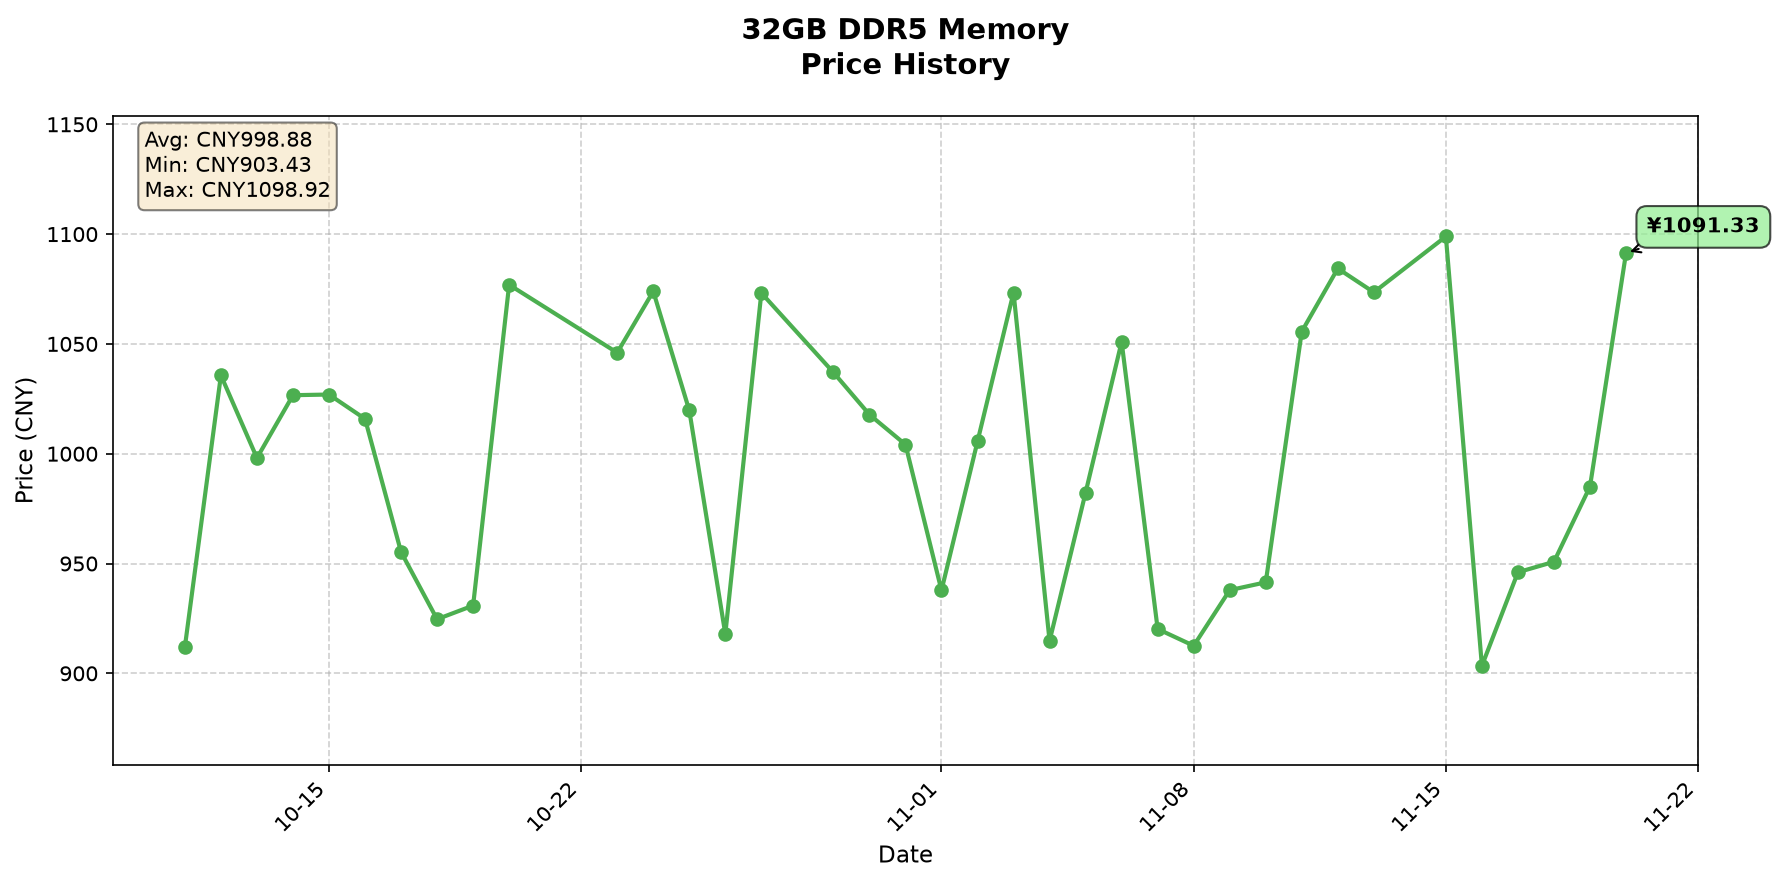 32GB DDR5 Memory
Price History
Avg: CNY998.88
Min: CNY903.43
Max: CNY1098.92
¥1091.33
1150
1100
1050
1000
950
900
Price (CNY)
10-15
10-22
11-01
11-08
11-15
11-22
Date